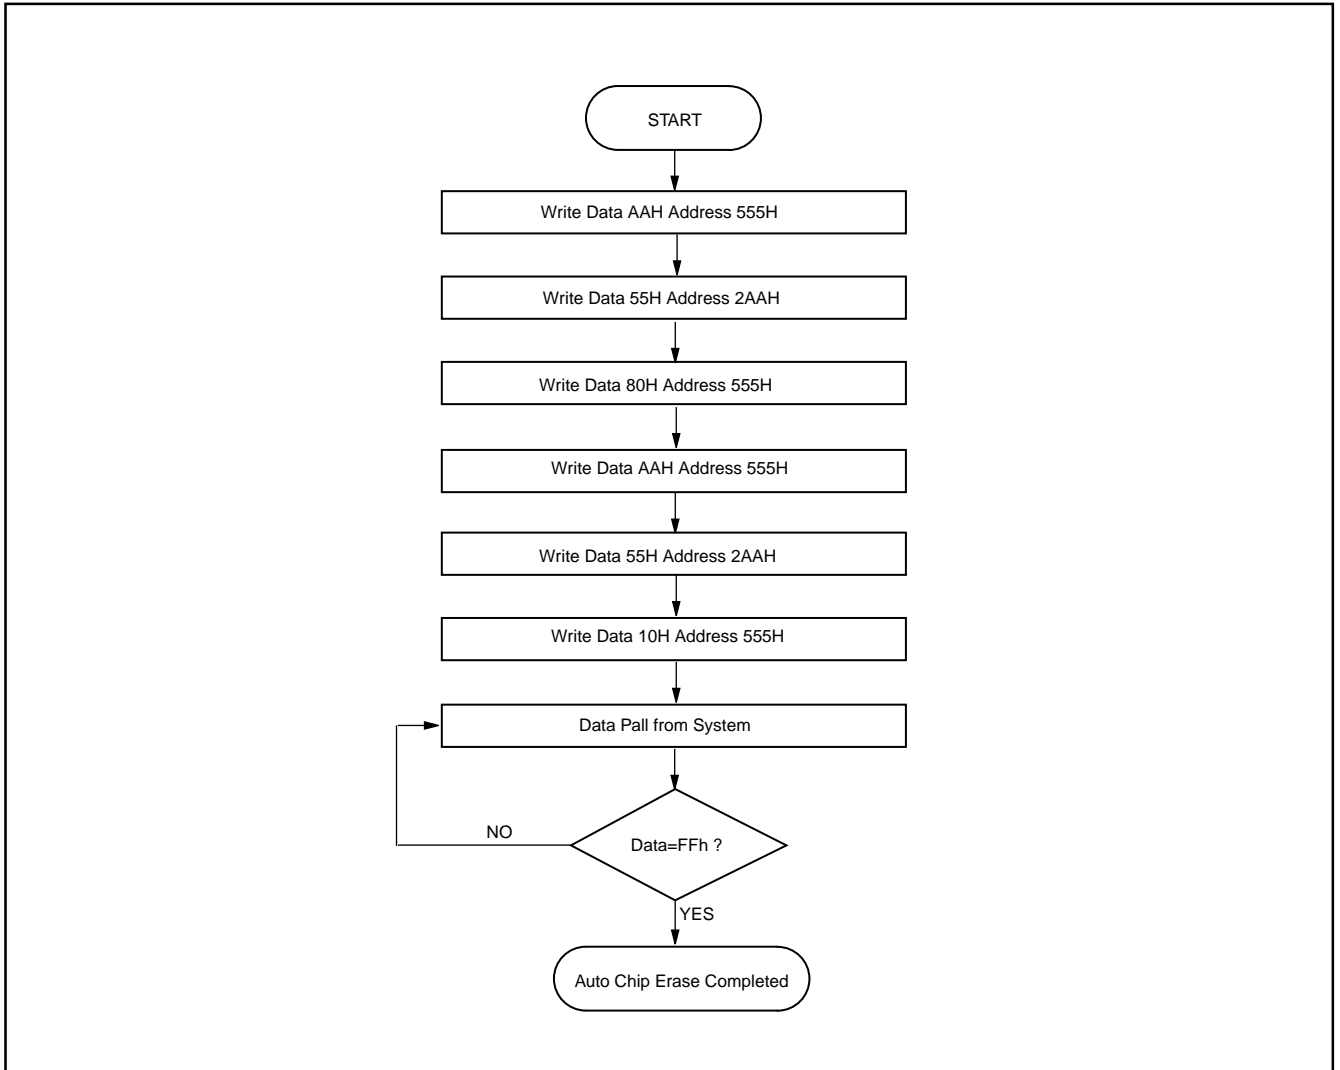 START
Write Data AAH Address 555H
Write Data 55H Address 2AAH
Write Data 80H Address 555H
Write Data AAH Address 555H
Write Data 55H Address 2AAH
Write Data 10H Address 555H
Data Pall from System
NO
Data=FFh ?
YES
Auto Chip Erase Completed